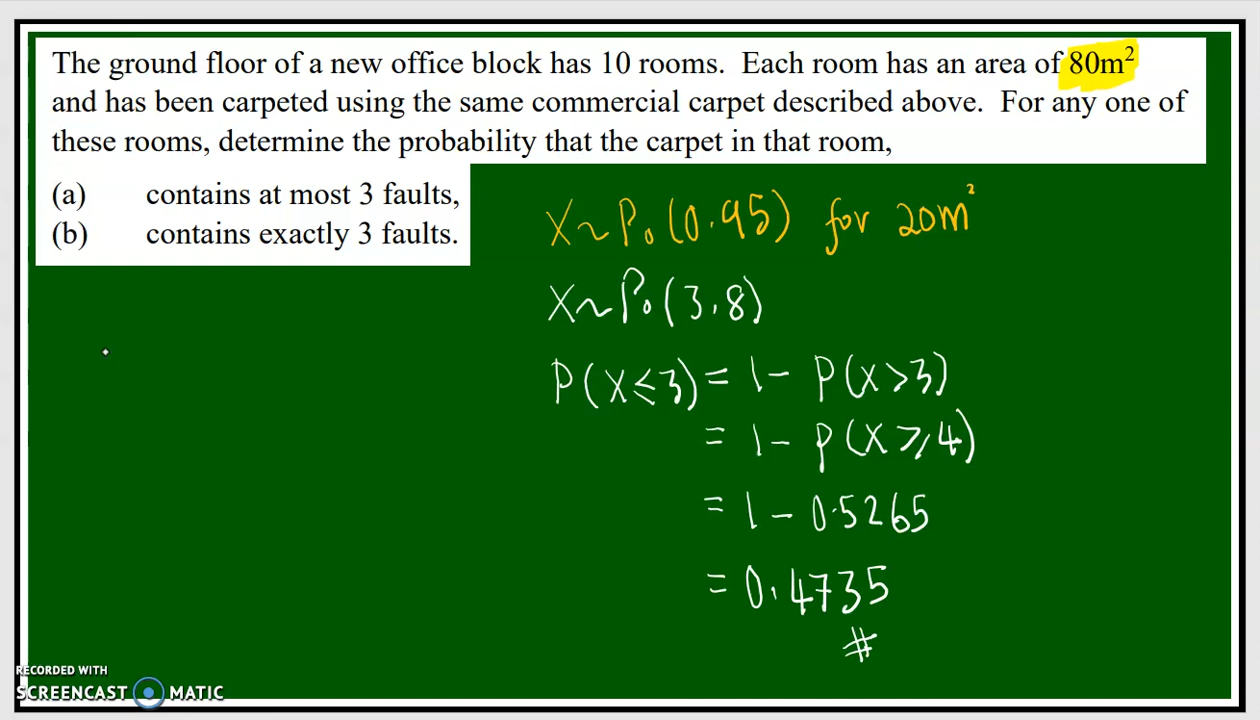 The ground floor of a new office block has 10 rooms. Each room has an area of 80m²
and has been carpeted using the same commercial carpet described above. For any one of
these rooms, determine the probability that the carpet in that room,
(a) contains at most 3 faults,
(b) contains exactly 3 faults.
X~P₀(0.95) for 20m²
X~P₀(3.8)
P(X≤3) = 1 - P(X>3)
= 1 - P(X≥4)
= 1 - 0.5265
= 0.4735
#
RECORDED WITH
SCREENCAST MATIC